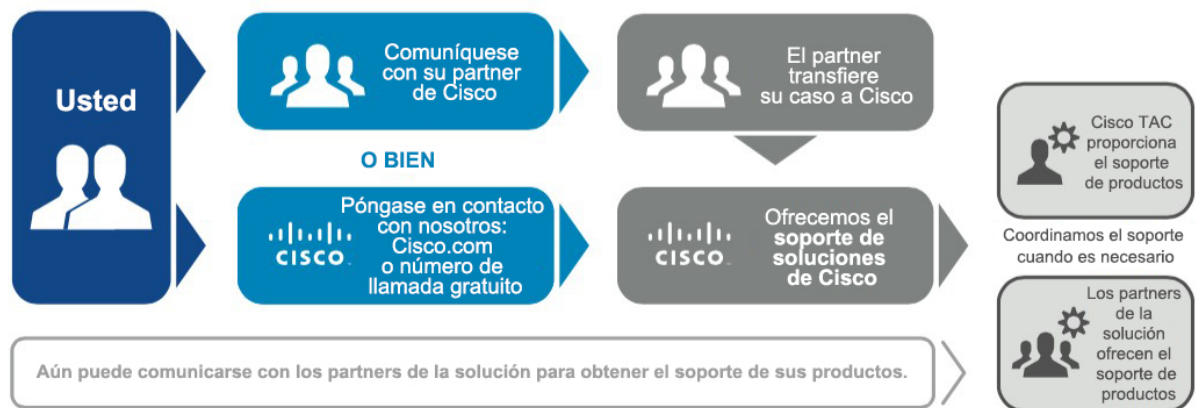 Usted
Comuníquese
con su partner
de Cisco
El partner
transfiere
su caso a Cisco
O BIEN
CISCO
Póngase en contacto
con nosotros:
Cisco.com
o número de
llamada gratuito
CISCO
Ofrecemos el
soporte de
soluciones
de Cisco
Cisco TAC
proporciona
el soporte
de productos
Coordinamos el soporte
cuando es necesario
Los partners
de la
solución
ofrecen el
soporte de
productos
Aún puede comunicarse con los partners de la solución para obtener el soporte de sus productos.